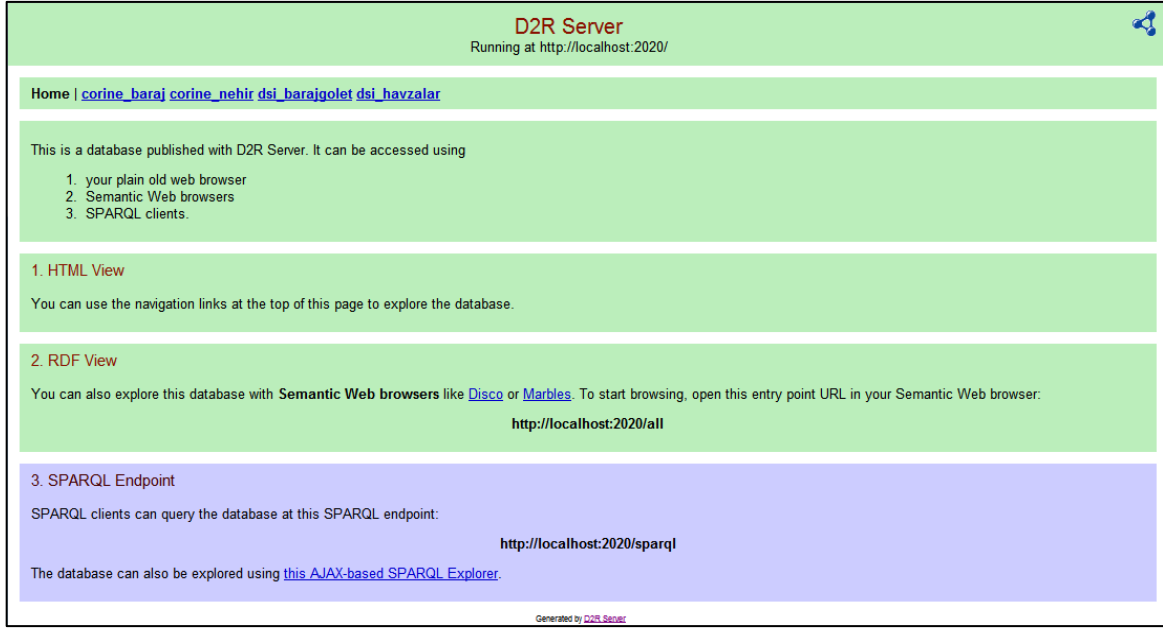 D2R Server
Running at http://localhost:2020/
Home | corine_baraj corine_nehir dsi_barajgolet dsi_havzalar
This is a database published with D2R Server. It can be accessed using
1. your plain old web browser
2. Semantic Web browsers
3. SPARQL clients.
1. HTML View
You can use the navigation links at the top of this page to explore the database.
2. RDF View
You can also explore this database with Semantic Web browsers like Disco or Marbles. To start browsing, open this entry point URL in your Semantic Web browser:
http://localhost:2020/all
3. SPARQL Endpoint
SPARQL clients can query the database at this SPARQL endpoint:
http://localhost:2020/sparql
The database can also be explored using this AJAX-based SPARQL Explorer.
Generated by D2R Server